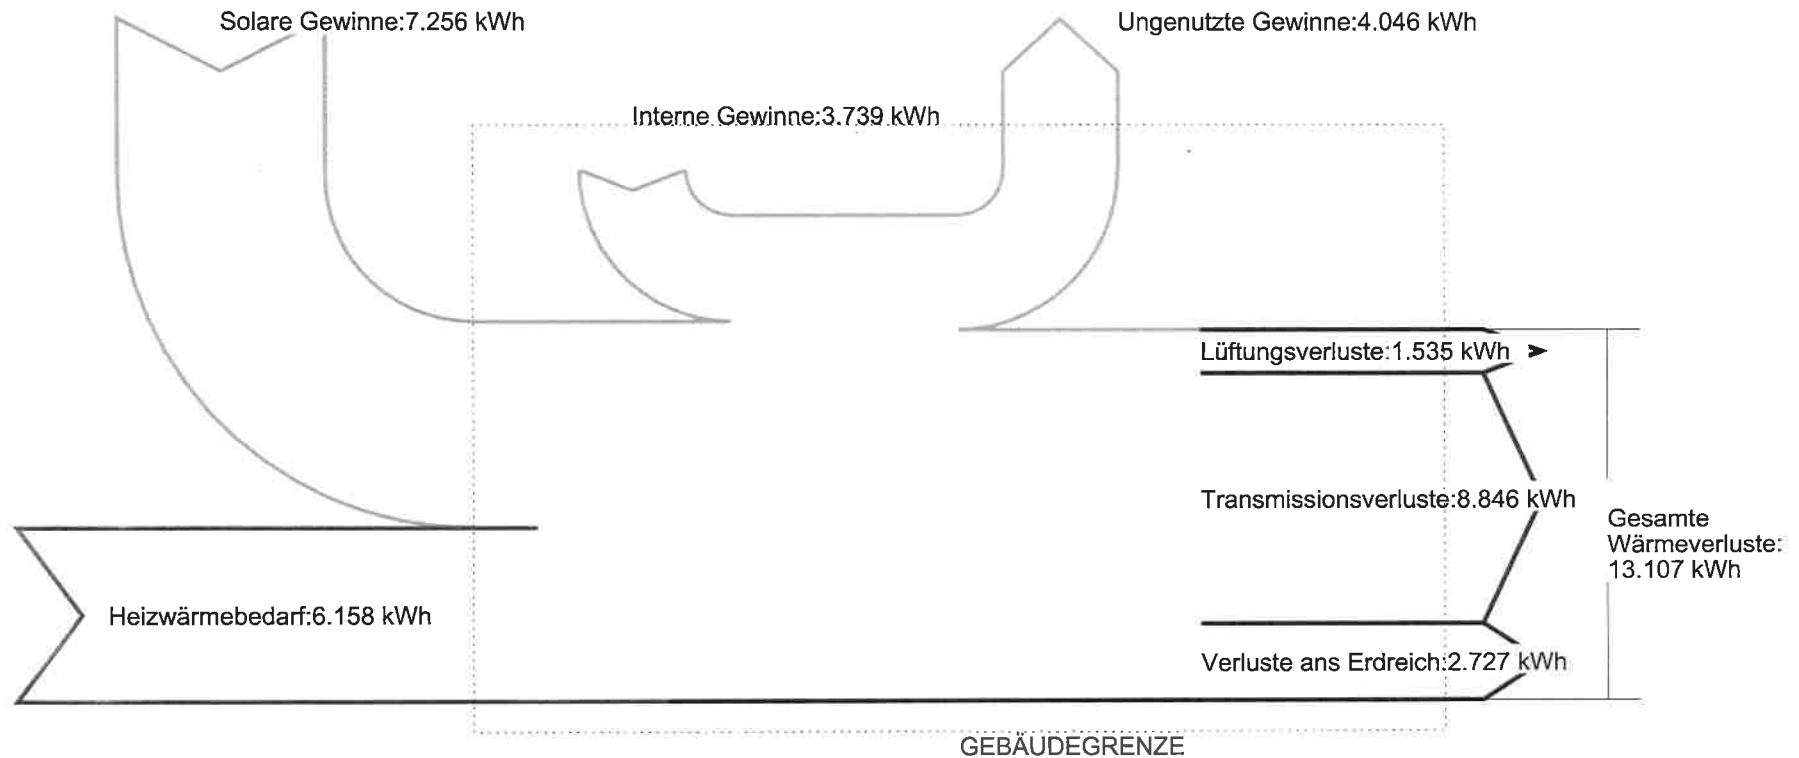 Solare Gewinne:7.256 kWh
Ungenutzte Gewinne:4.046 kWh
Interne Gewinne:3.739 kWh
Lüftungsverluste:1.535 kWh
Transmissionsverluste:8.846 kWh
Gesamte
Wärmeverluste:
13.107 kWh
Heizwärmebedarf:6.158 kWh
Verluste ans Erdreich:2.727 kWh
GEBÄUDEGRENZE